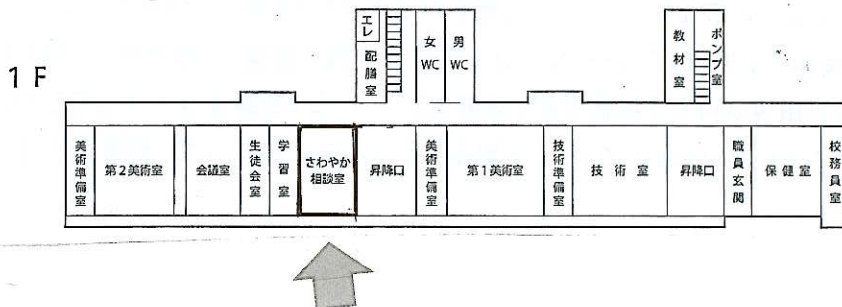 1F
エレ
配膳室
女
WC
男
WC
教材室
ポンプ室
美術準備室
第2美術室
会議室
生徒会室
学習室
さわやか
相談室
昇降口
美術準備室
第1美術室
技術準備室
技術室
昇降口
職員玄関
保健室
校務員室